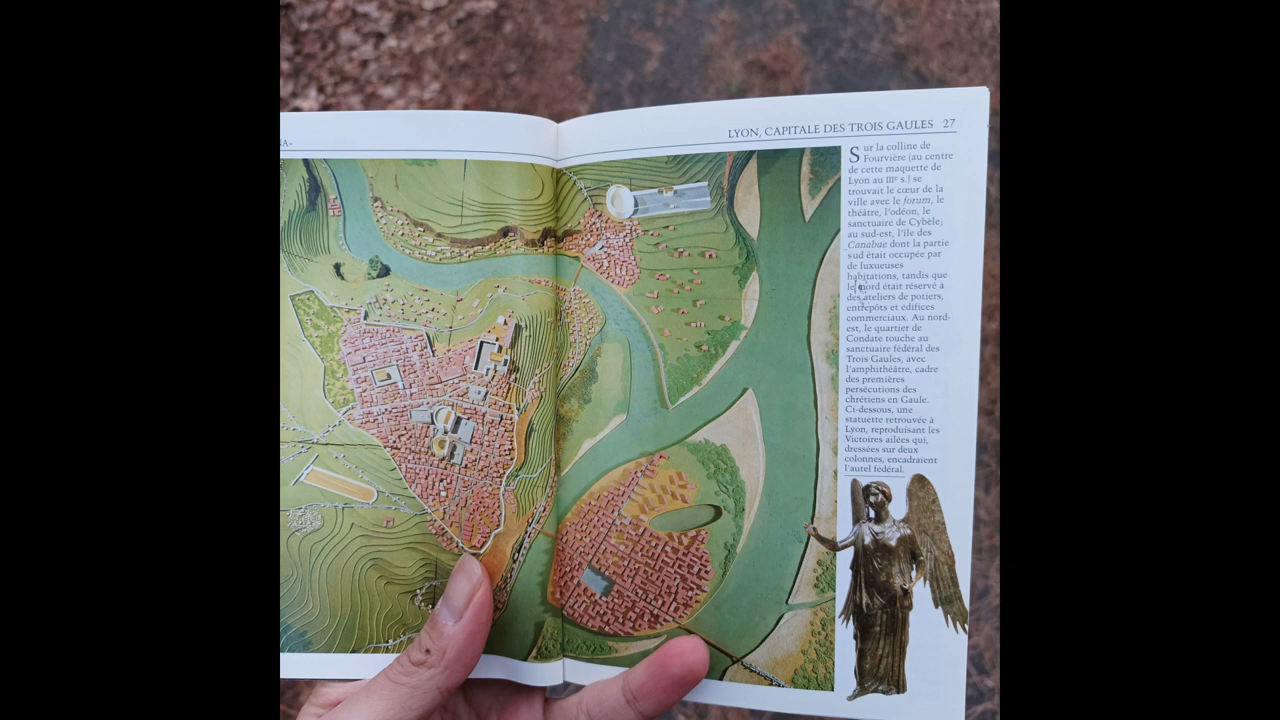 NA»
LYON, CAPITALE DES TROIS GAULES 27
Sur la colline de
Fourvière (au centre
de cette maquette de
Lyon au IIIe s.) se
trouvait le cœur de la
ville avec le forum, le
théâtre, l'odéon, le
sanctuaire de Cybèle;
au sud-est, l'île des
Canabae dont la partie
sud était occupée par
de luxueuses
habitations, tandis que
le nord était réservé à
des ateliers de potiers,
entrepôts et édifices
commerciaux. Au nord-
est, le quartier de
Condate touche au
sanctuaire fédéral des
Trois Gaules, avec
l'amphithéâtre, cadre
des premières
persécutions des
chrétiens en Gaule.
Ci-dessous, une
statuette retrouvée à
Lyon, reproduisant les
Victoires ailées qui,
dressées sur deux
colonnes, encadraient
l'autel fédéral.